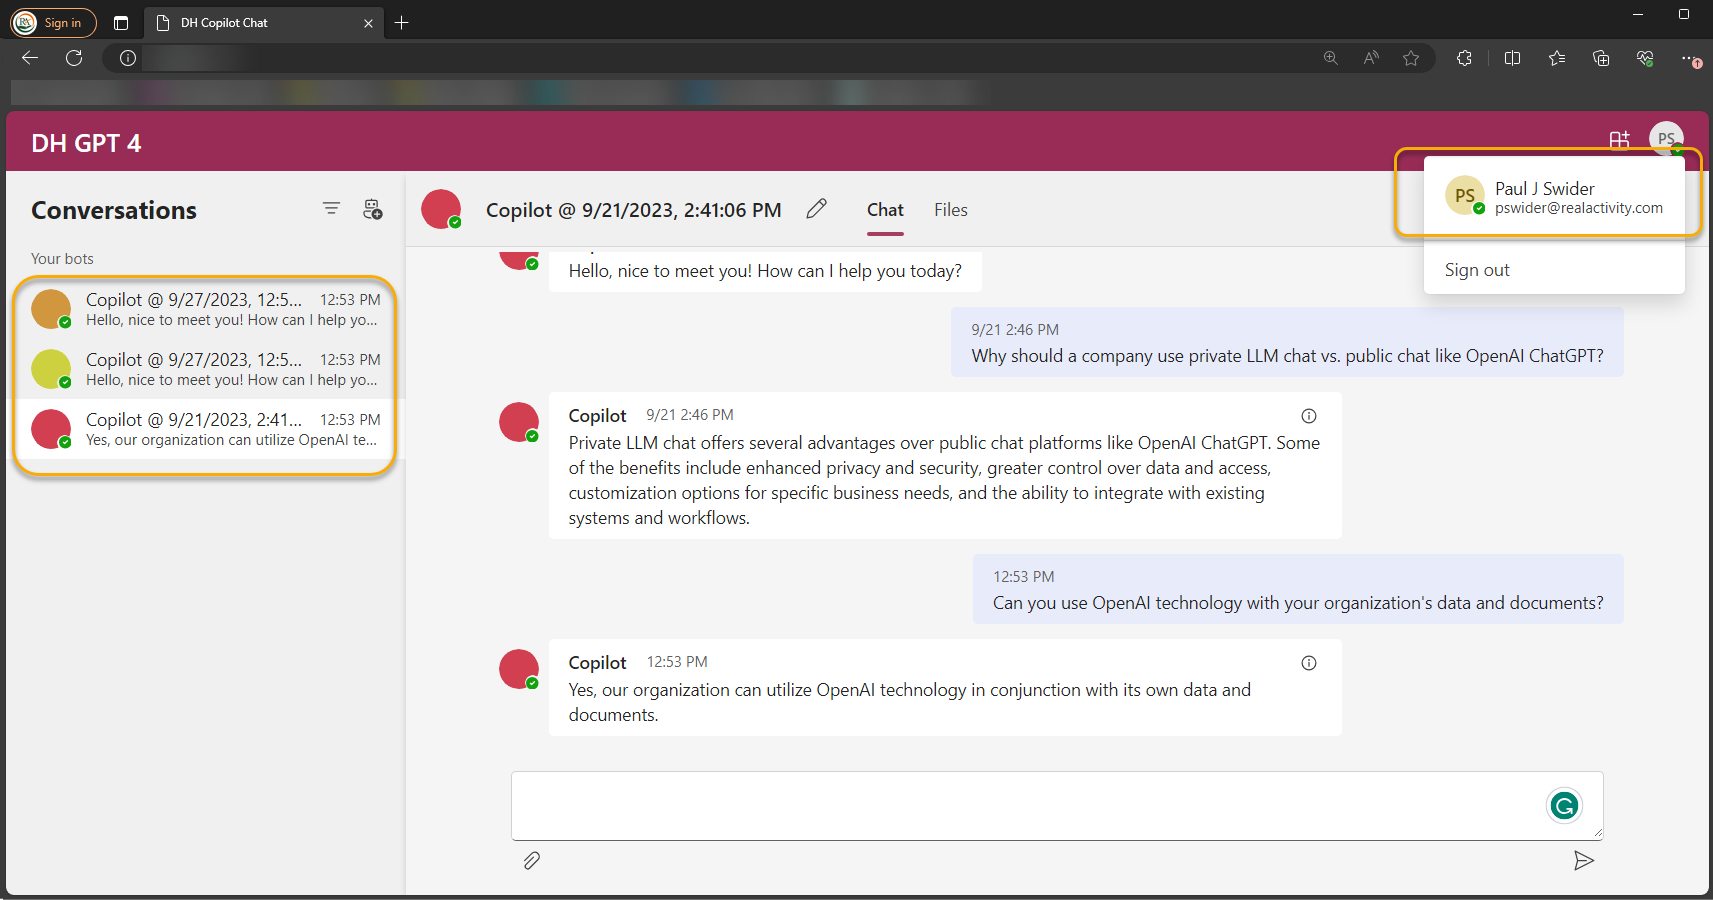 Sign in
DH Copilot Chat
DH GPT 4
PS
Paul J Swider
PS
pswider@realactivity.com
Sign out
Conversations
Your bots
Copilot @ 9/27/2023, 12:5... 12:53 PM
Hello, nice to meet you! How can I help yo...
Copilot @ 9/27/2023, 12:5... 12:53 PM
Hello, nice to meet you! How can I help yo...
Copilot @ 9/21/2023, 2:41... 12:53 PM
Yes, our organization can utilize OpenAI te...
Copilot @ 9/21/2023, 2:41:06 PM
Chat Files
Hello, nice to meet you! How can I help you today?
9/21 2:46 PM
Why should a company use private LLM chat vs. public chat like OpenAI ChatGPT?
Copilot 9/21 2:46 PM
Private LLM chat offers several advantages over public chat platforms like OpenAI ChatGPT. Some
of the benefits include enhanced privacy and security, greater control over data and access,
customization options for specific business needs, and the ability to integrate with existing
systems and workflows.
12:53 PM
Can you use OpenAI technology with your organization's data and documents?
Copilot 12:53 PM
Yes, our organization can utilize OpenAI technology in conjunction with its own data and
documents.